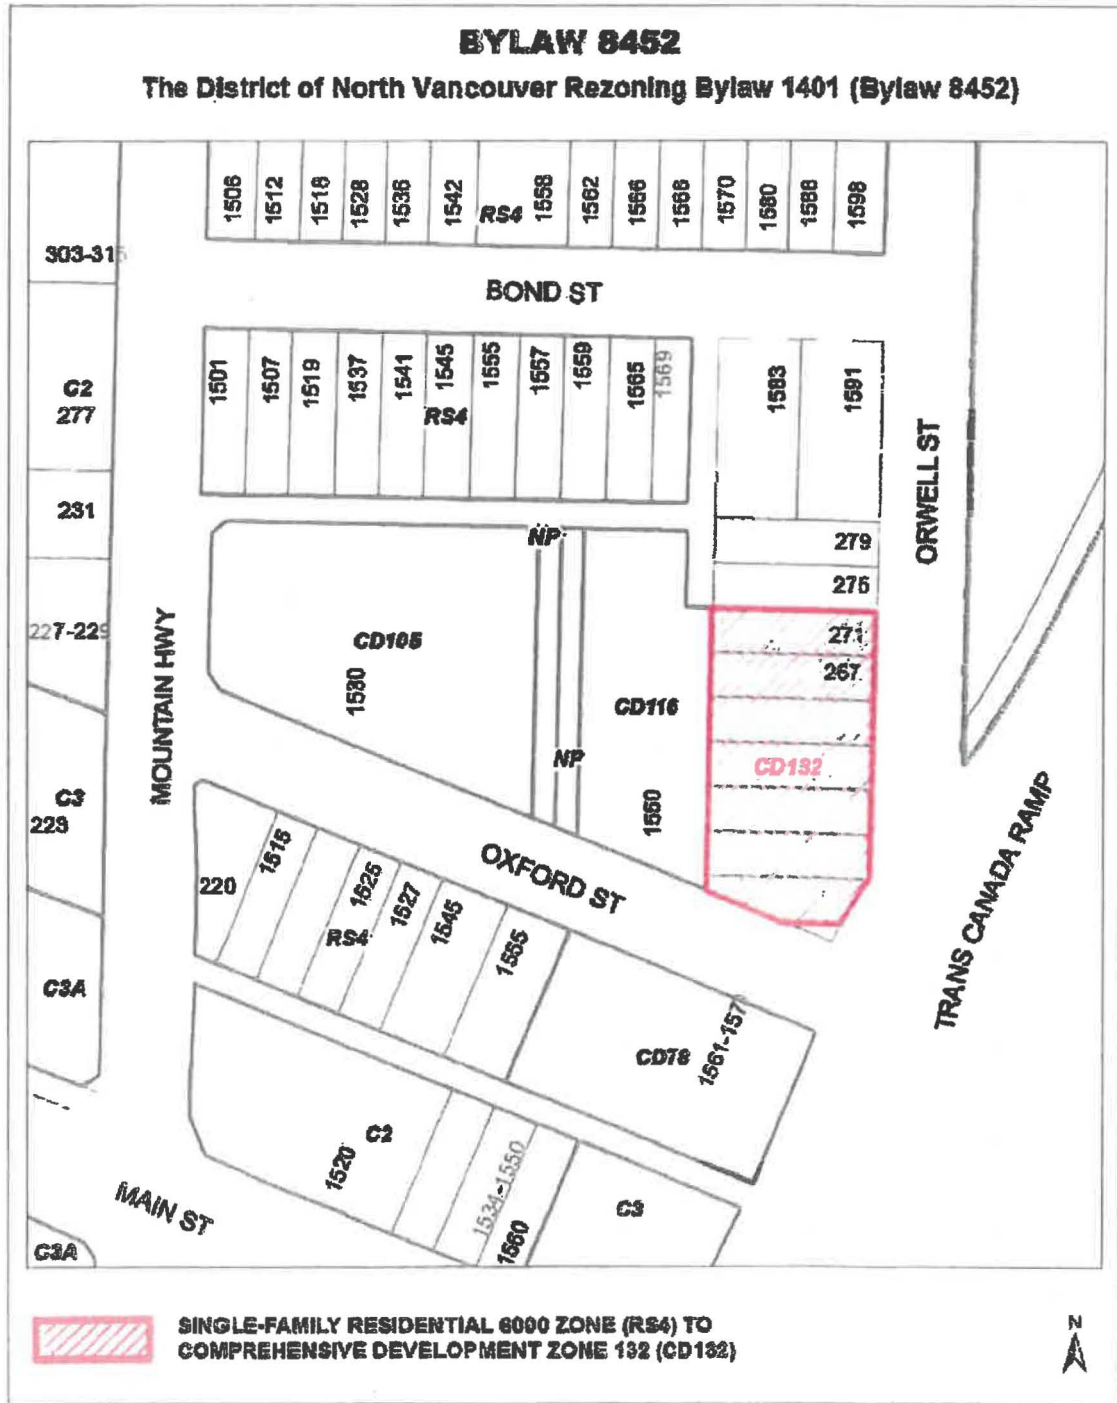 BYLAW 8452
The District of North Vancouver Rezoning Bylaw 1401 (Bylaw 8452)
1506
1512
1518
1528
1536
1542
RS4
1558
1562
1566
1568
1570
1580
1588
1598
303-315
BOND ST
C2
277
1501
1507
1519
1537
1541
1545
RS4
1555
1557
1559
1565
1569
1583
1591
ORWELL ST
231
NP
279
275
227-229
MOUNTAIN HWY
CD105
1580
271
267
CD116
NP
CD132
1560
C3
223
OXFORD ST
TRANS CANADA RAMP
220
1515
1525
1527
1545
1555
RS4
C3A
CD78
C2
1520
1534-1550
1560
C3
MAIN ST
C3A
SINGLE-FAMILY RESIDENTIAL 6000 ZONE (RS4) TO
COMPREHENSIVE DEVELOPMENT ZONE 132 (CD132)
N